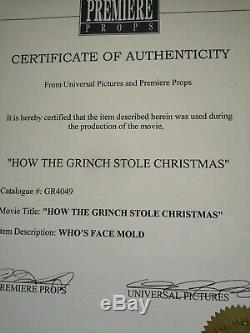 PREMIERE
PROPS
CERTIFICATE OF AUTHENTICITY
From Universal Pictures and Premiere Props
It is hereby certified that the item described herein was used during
the production of the movie,
"HOW THE GRINCH STOLE CHRISTMAS"
Catalogue #: GR4049
Movie Title: "HOW THE GRINCH STOLE CHRISTMAS"
tem Description: WHO'S FACE MOLD
PREMIERE PROPS
UNIVERSAL PICTURES